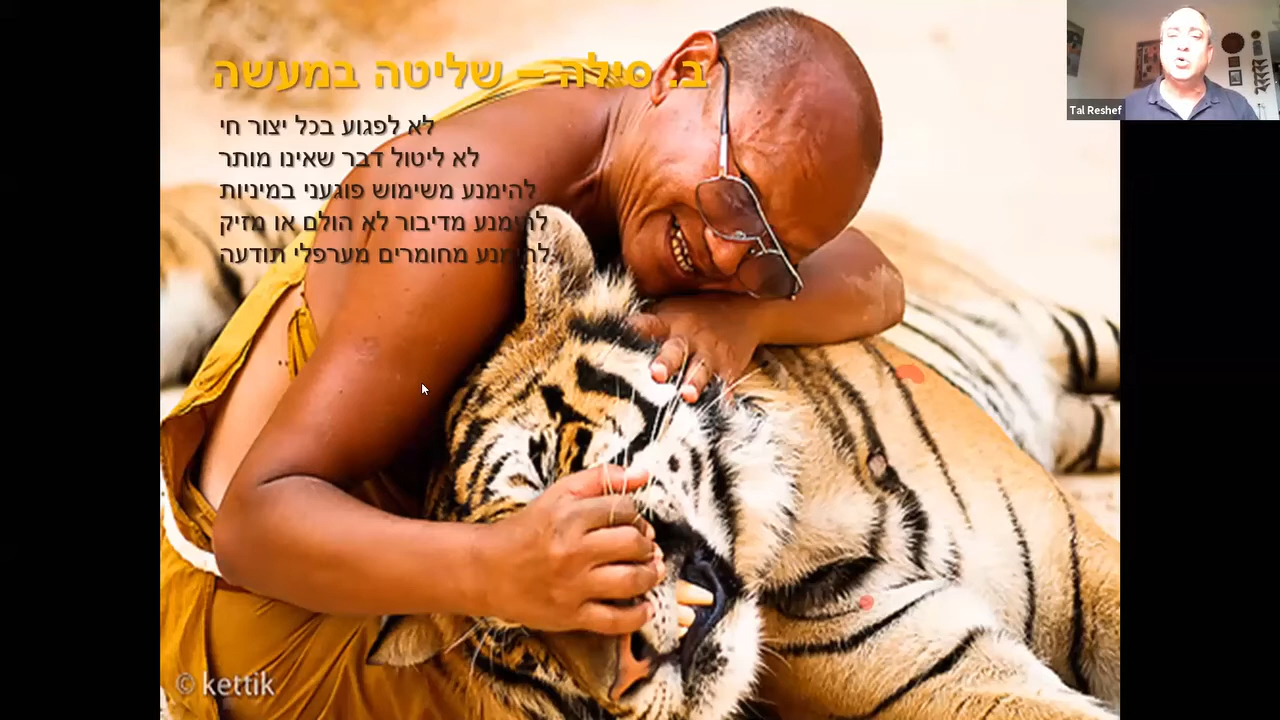 ב. סילה – שליטה במעשה
לא לפגוע בכל יצור חי
לא ליטול דבר שאינו מותר
להימנע משימוש פוגעני במיניות
להימנע מדיבור לא הולם או מזיק
להימנע מחומרים מערפלי תודעה
Tal Reshef
© kettik